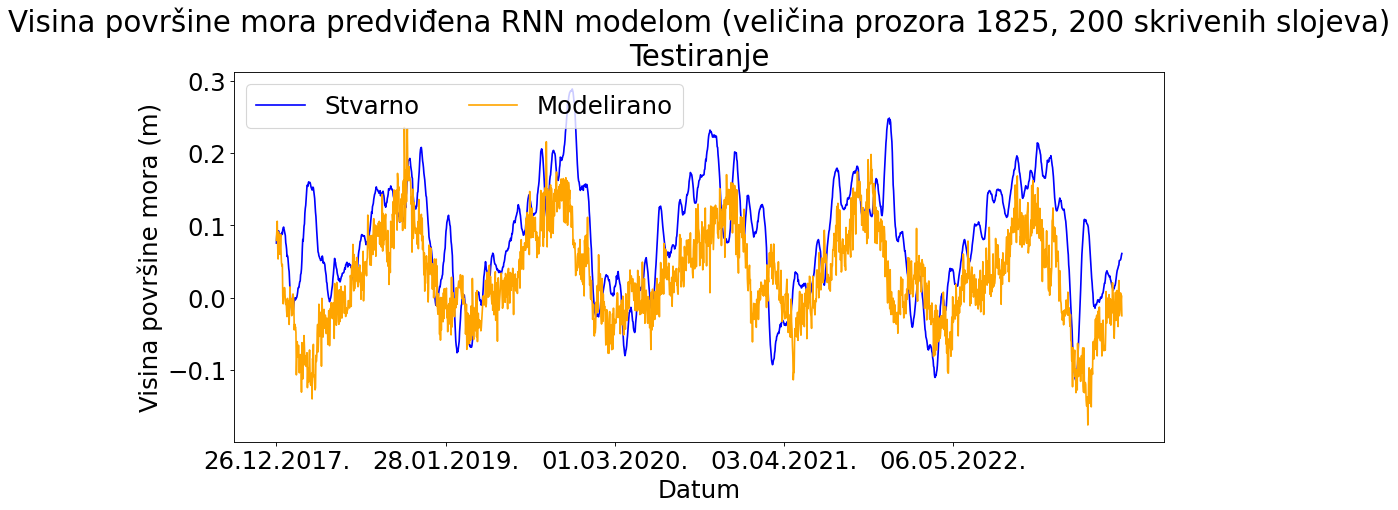 Visina površine mora predviđena RNN modelom (veličina prozora 1825, 200 skrivenih slojeva)
Testiranje
Stvarno
Modelirano
Visina površine mora (m)
0.3
0.2
0.1
0.0
−0.1
26.12.2017.
28.01.2019.
01.03.2020.
03.04.2021.
06.05.2022.
Datum